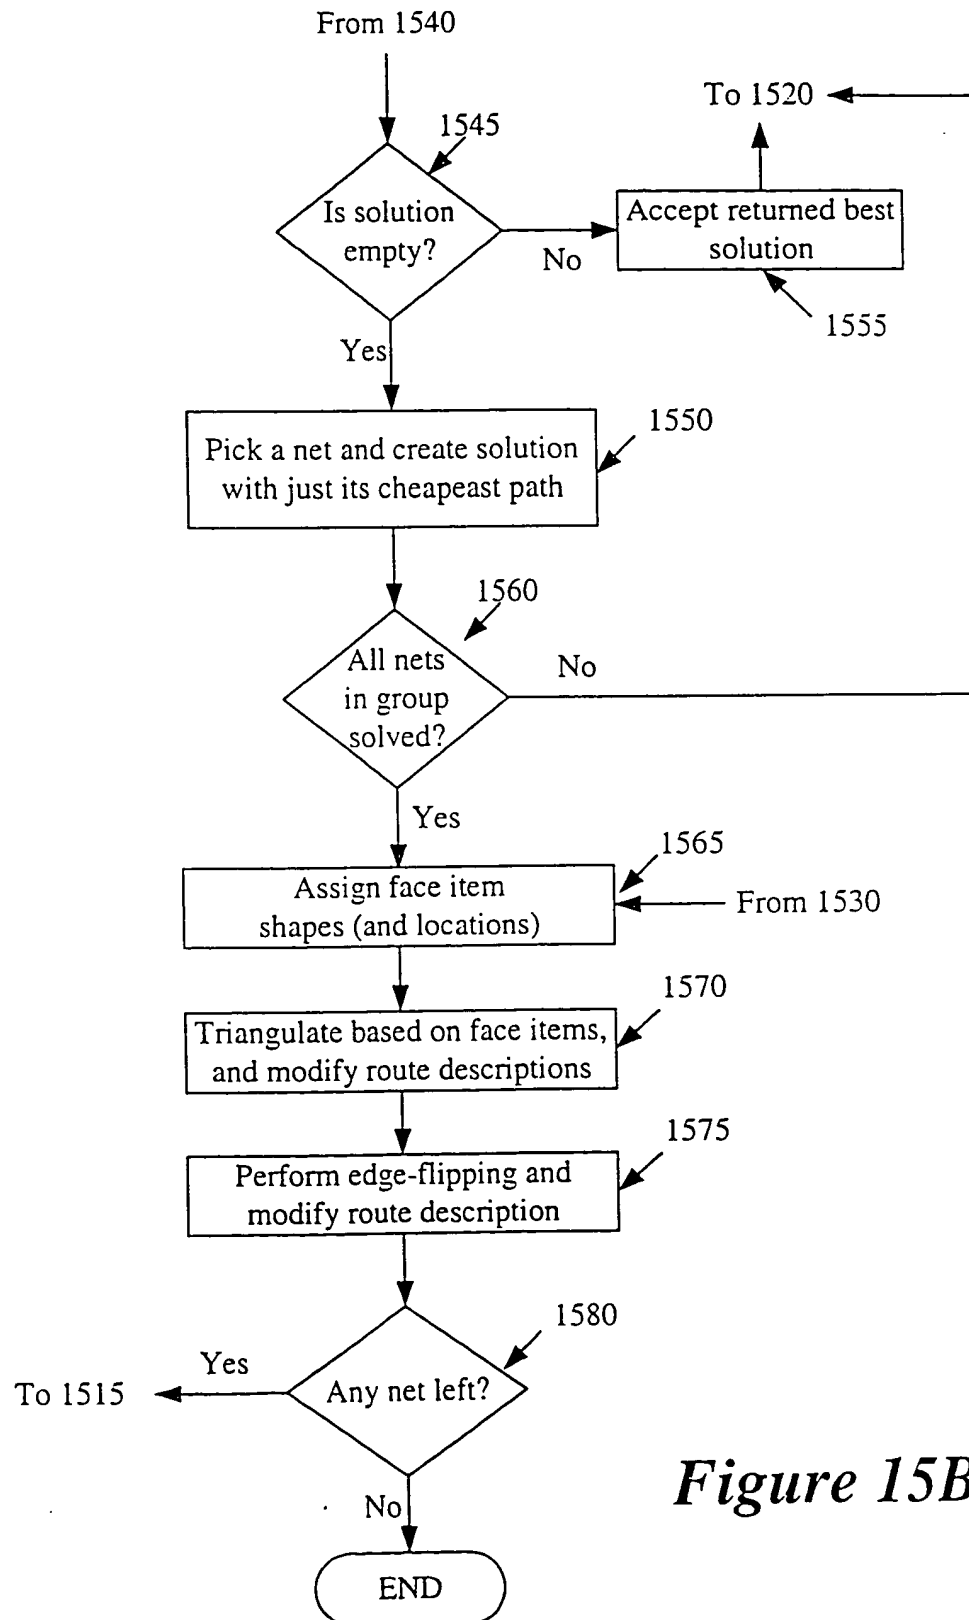 From 1540
To 1520
1545
Is solution
empty?
No
Accept returned best
solution
1555
Yes
1550
Pick a net and create solution
with just its cheapeast path
1560
All nets
in group
solved?
No
Yes
1565
Assign face item
shapes (and locations)
From 1530
1570
Triangulate based on face items,
and modify route descriptions
1575
Perform edge-flipping and
modify route description
1580
Yes
Any net left?
To 1515
No
Figure 15B
END